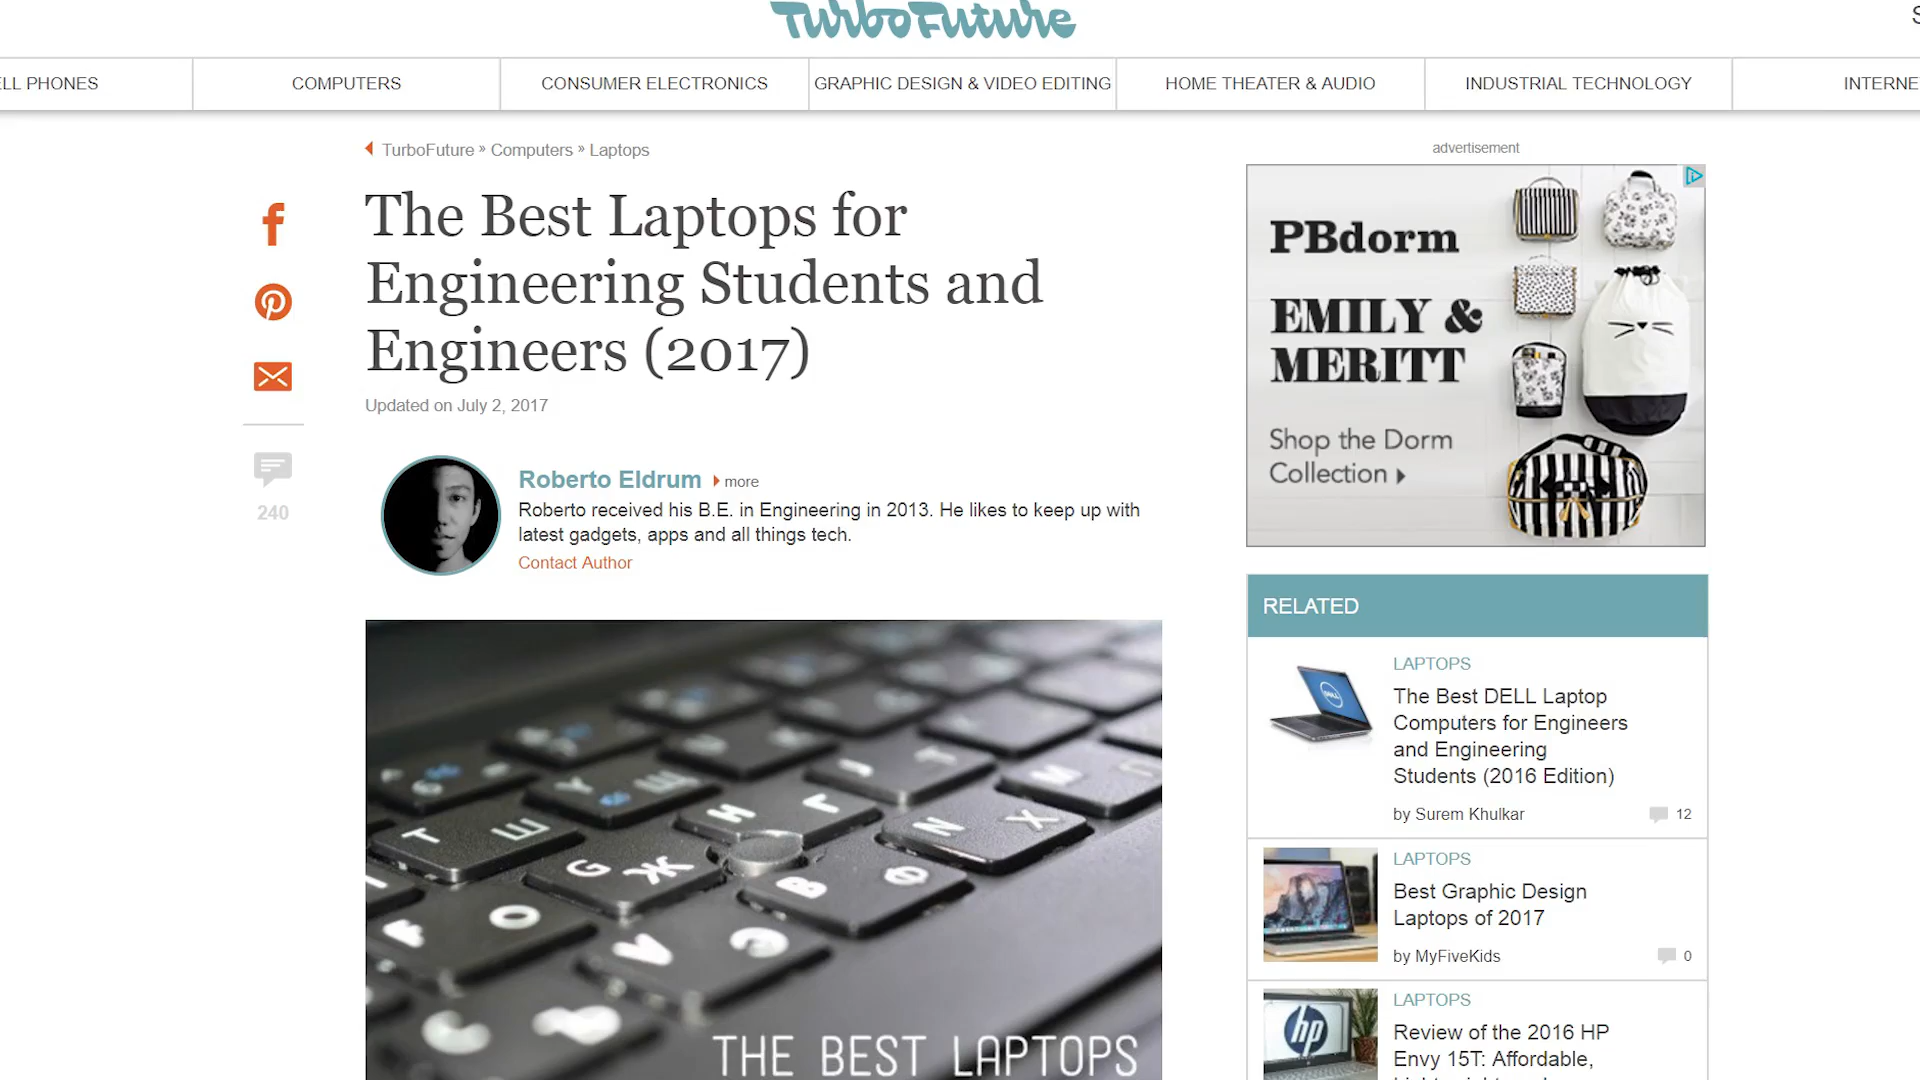 TurboFuture
S
ELL PHONES
COMPUTERS
CONSUMER ELECTRONICS
GRAPHIC DESIGN & VIDEO EDITING
HOME THEATER & AUDIO
INDUSTRIAL TECHNOLOGY
INTERNE
TurboFuture » Computers » Laptops
The Best Laptops for
Engineering Students and
Engineers (2017)
Updated on July 2, 2017
240
Roberto Eldrum more
Roberto received his B.E. in Engineering in 2013. He likes to keep up with
latest gadgets, apps and all things tech.
Contact Author
THE BEST LAPTOPS
advertisement
PBdorm
EMILY &
MERITT
Shop the Dorm
Collection
RELATED
LAPTOPS
The Best DELL Laptop
Computers for Engineers
and Engineering
Students (2016 Edition)
by Surem Khulkar
12
LAPTOPS
Best Graphic Design
Laptops of 2017
by MyFiveKids
0
LAPTOPS
Review of the 2016 HP
Envy 15T: Affordable,